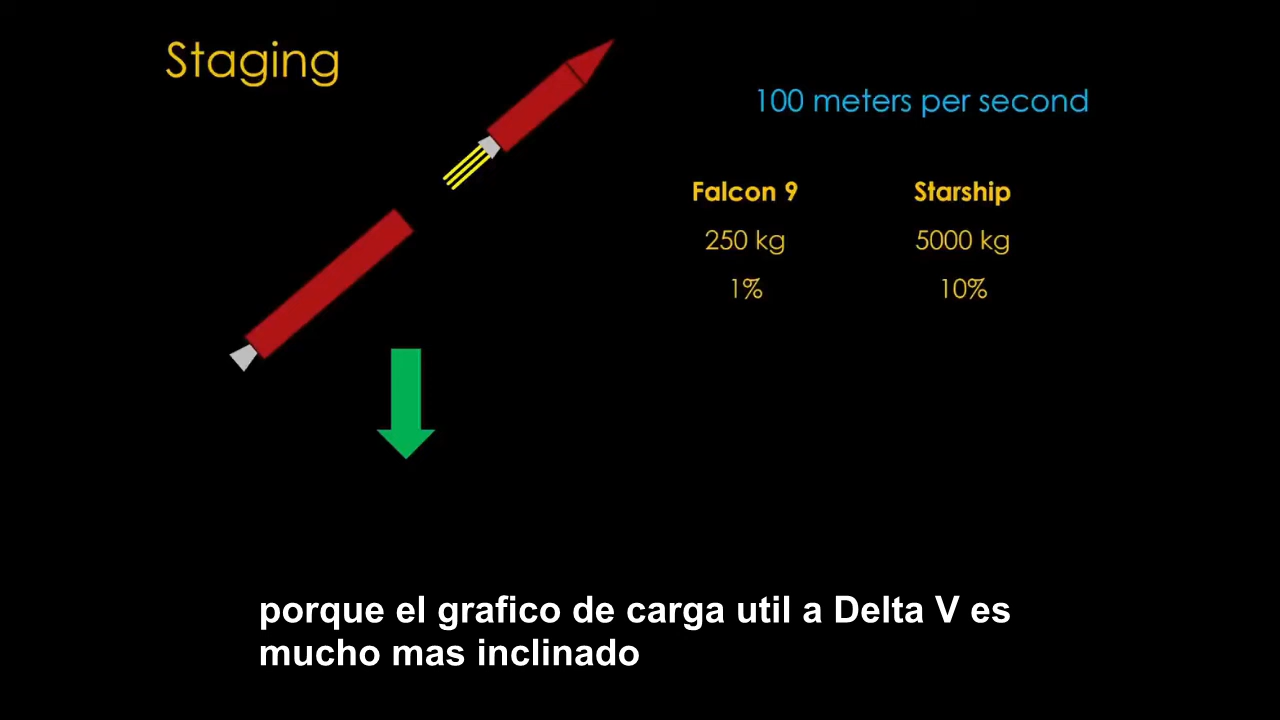 Staging
100 meters per second
Falcon 9 Starship
250 kg 5000 kg
1% 10%
porque el grafico de carga util a Delta V es
mucho mas inclinado